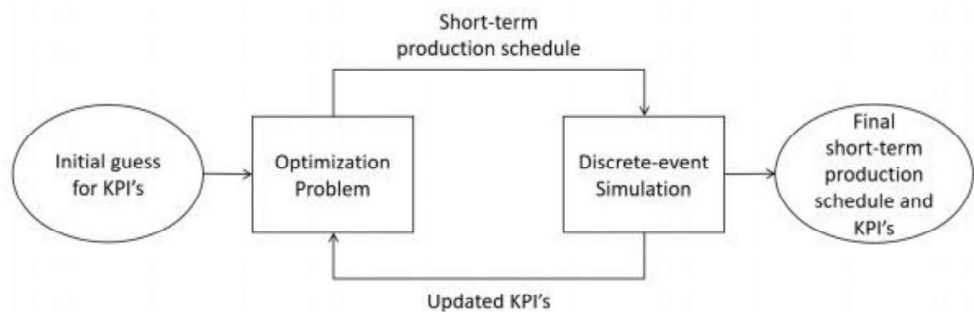 Short-term
production schedule
Initial guess
for KPI's
Optimization
Problem
Discrete-event
Simulation
Final
short-term
production
schedule and
KPI's
Updated KPI's